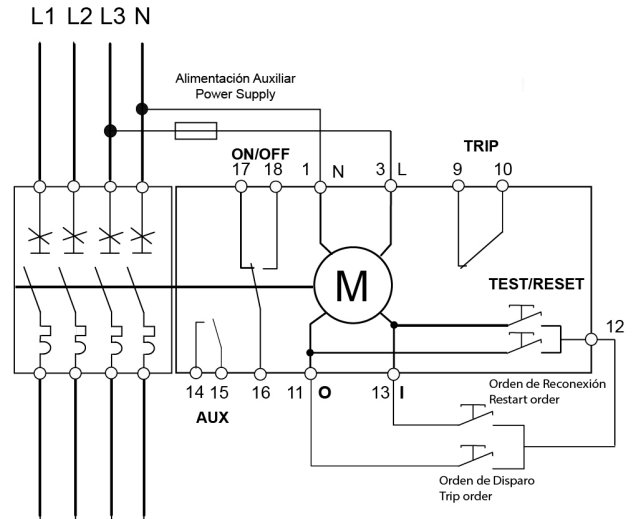 L1 L2 L3 N
Alimentación Auxiliar
Power Supply
ON/OFF
TRIP
17 18 1 N 3 L 9 10
M
TEST/RESET
12
14 15 16 11 O 13 I
AUX
Orden de Reconexión
Restart order
Orden de Disparo
Trip order